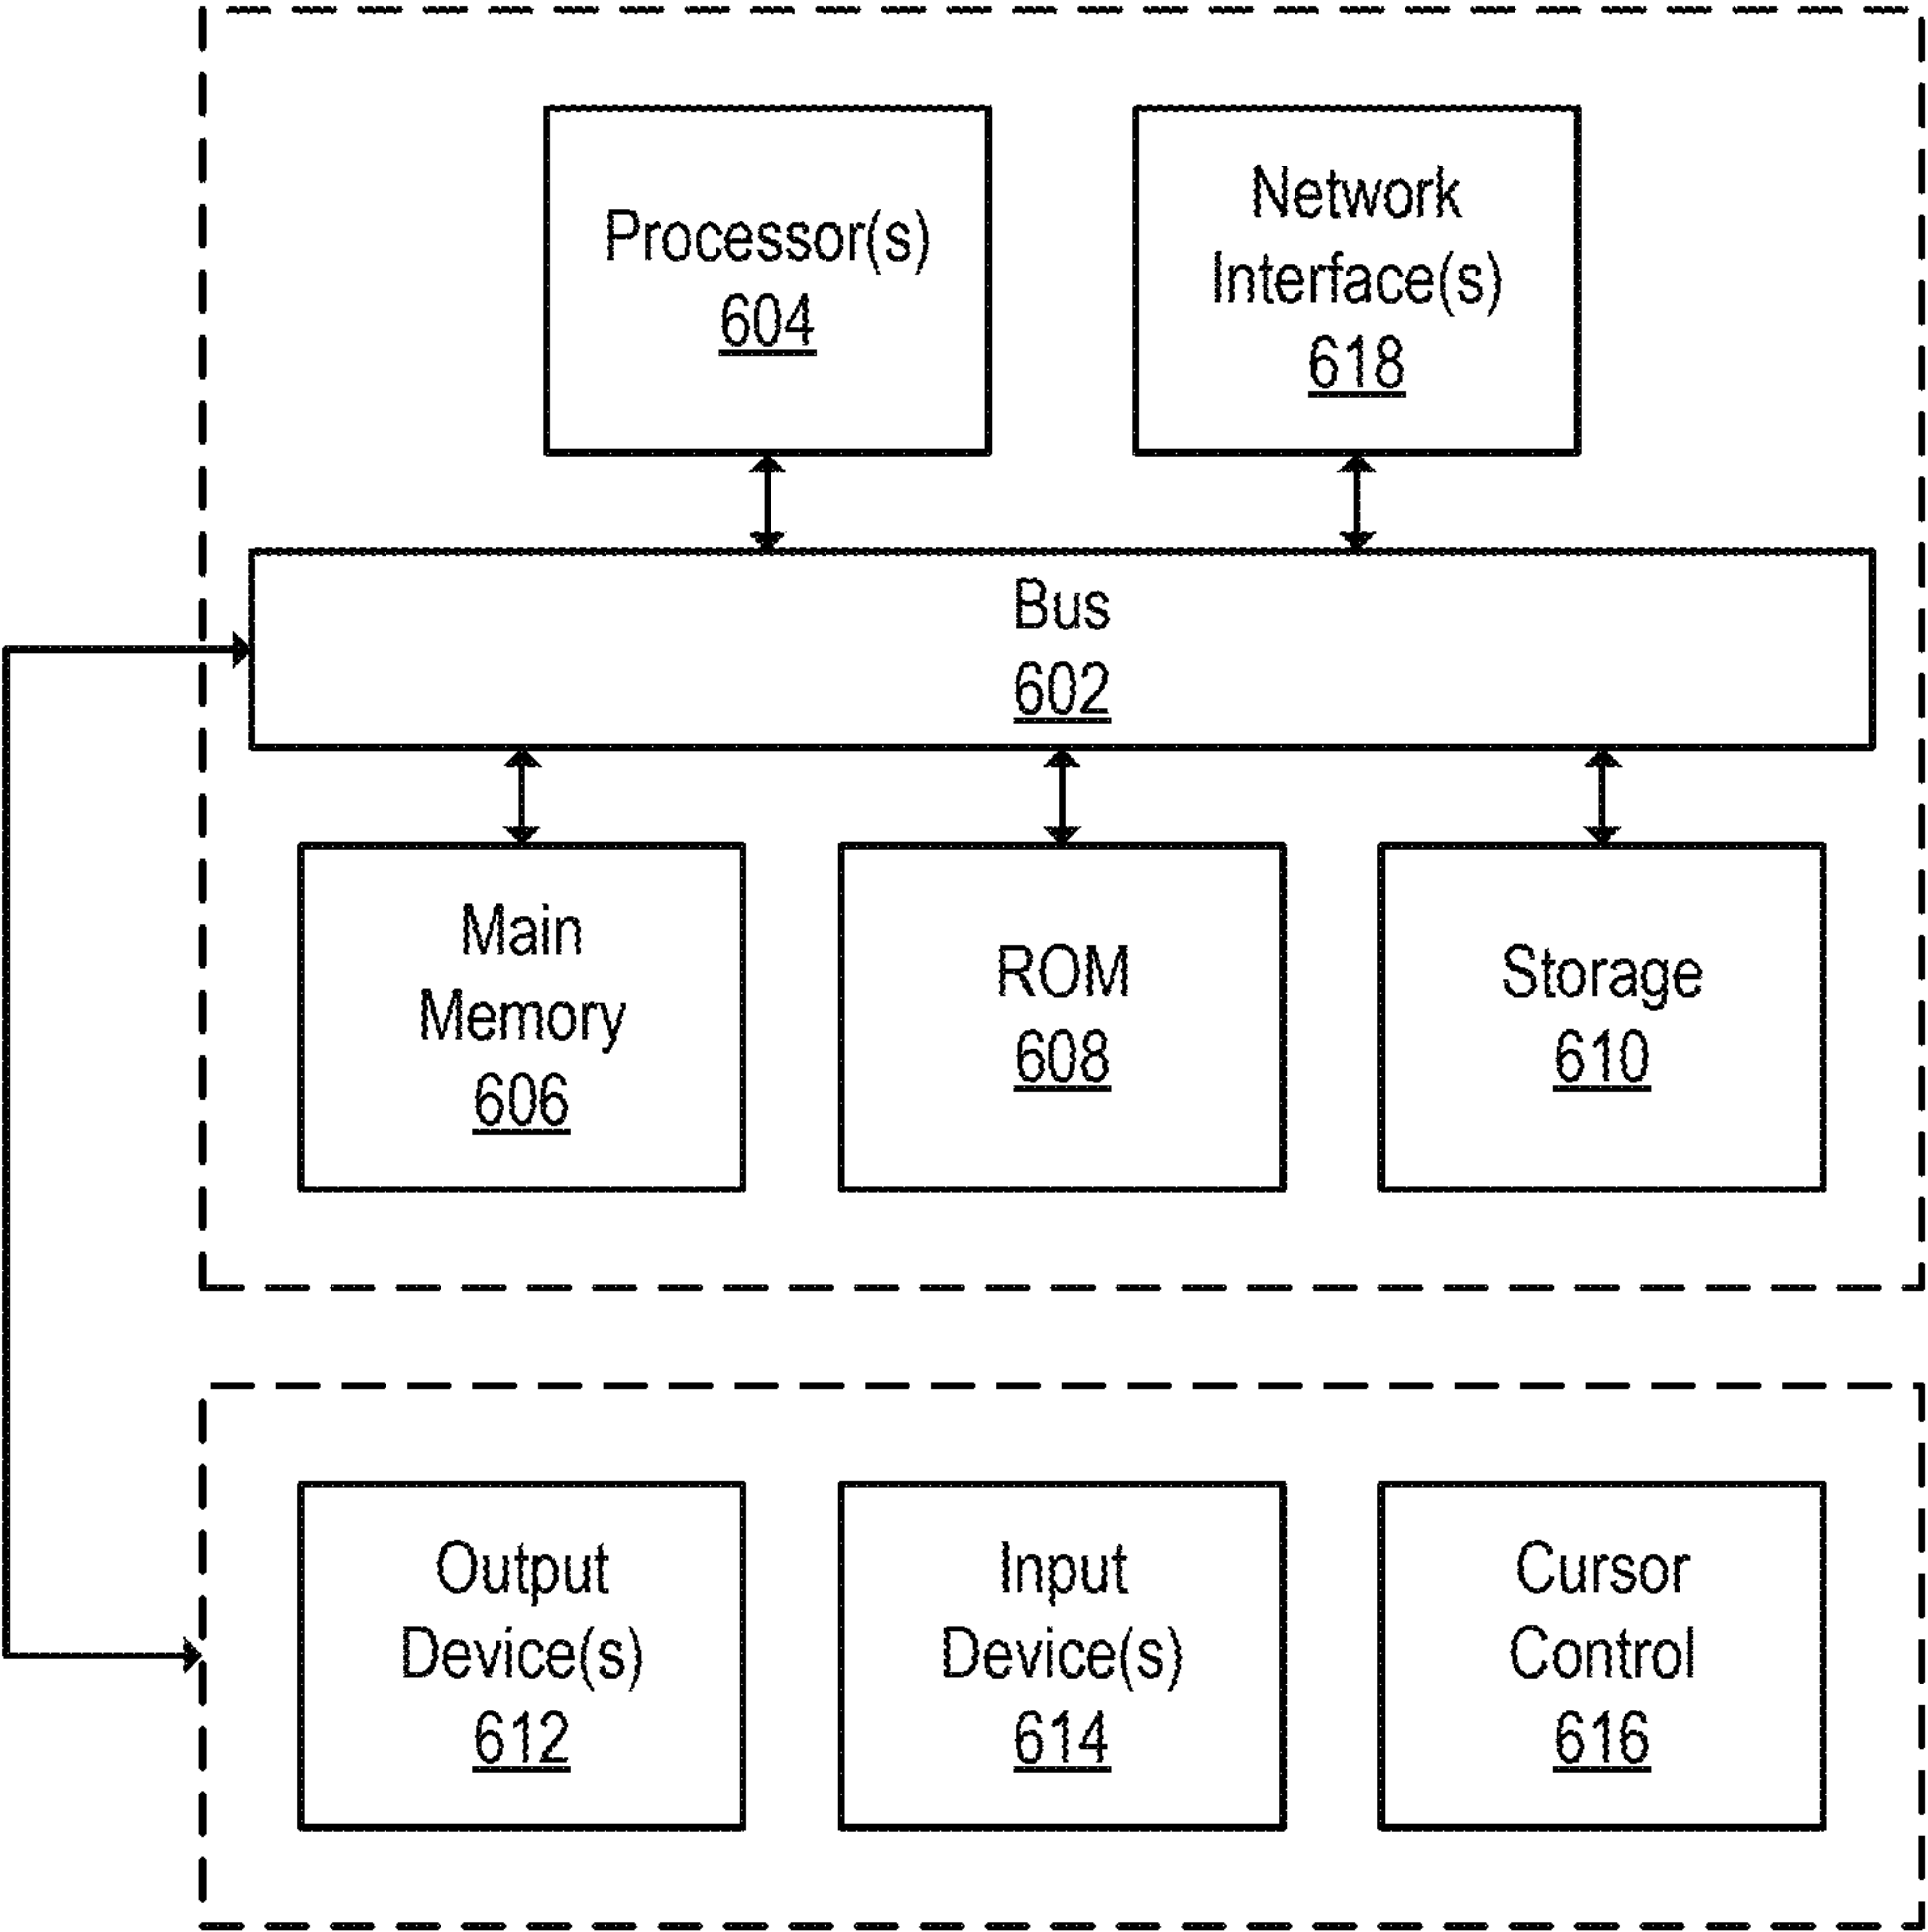 Processor(s)
604
Network
Interface(s)
618
Bus
602
Main
Memory
606
ROM
608
Storage
610
Output
Device(s)
612
Input
Device(s)
614
Cursor
Control
616